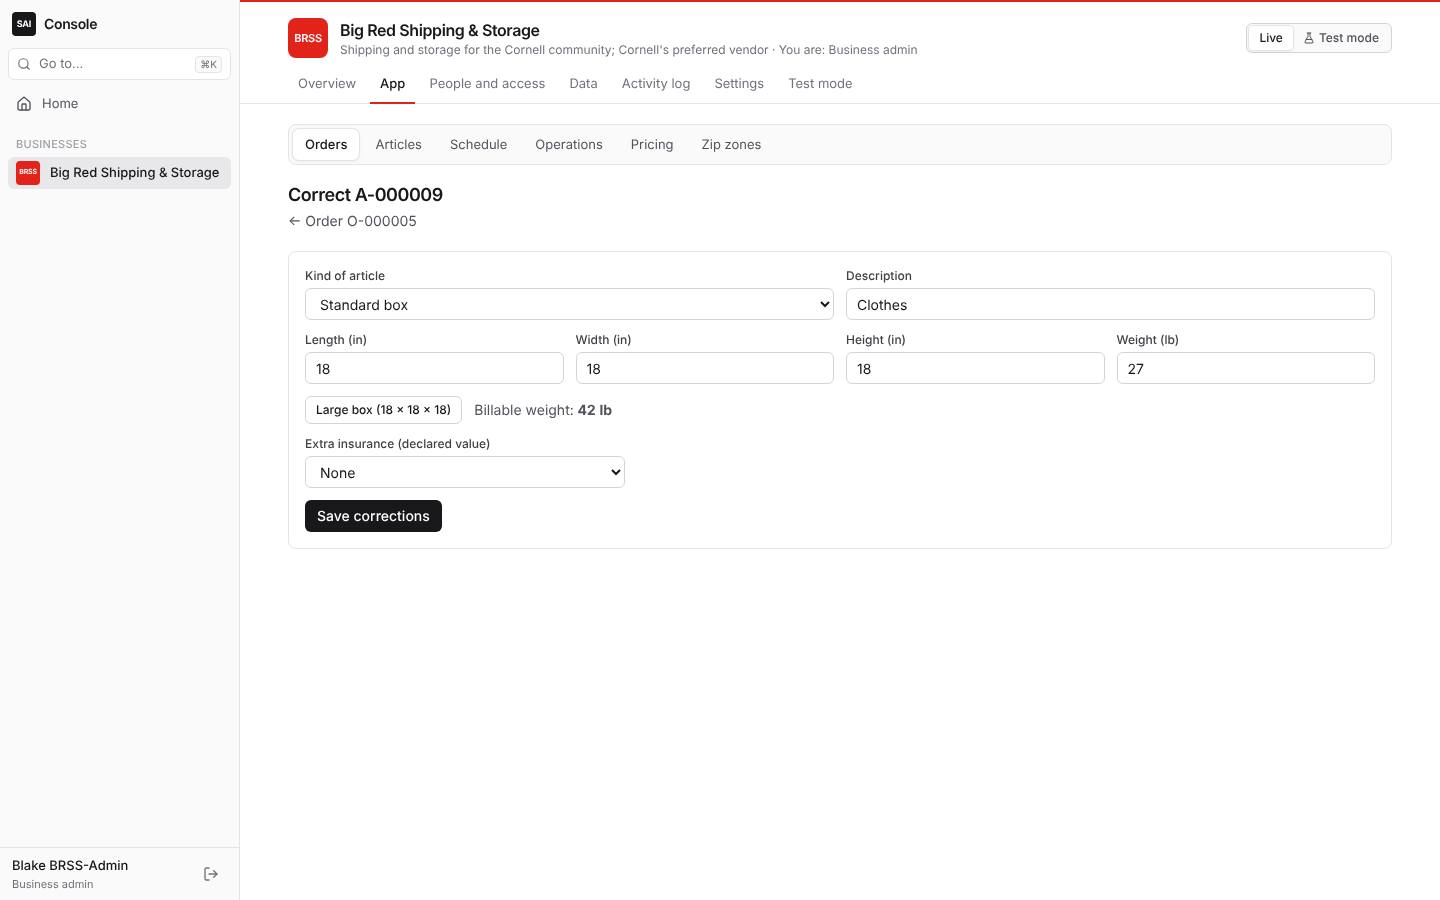 SAI Console
Go to... ⌘K
Home
BUSINESSES
BRSS Big Red Shipping & Storage
Blake BRSS-Admin
Business admin
BRSS
Big Red Shipping & Storage
Shipping and storage for the Cornell community; Cornell's preferred vendor · You are: Business admin
Live Test mode
Overview App People and access Data Activity log Settings Test mode
Orders Articles Schedule Operations Pricing Zip zones
Correct A-000009
← Order O-000005
Kind of article Description
Standard box Clothes
Length (in) Width (in) Height (in) Weight (lb)
18 18 18 27
Large box (18 × 18 × 18) Billable weight: 42 lb
Extra insurance (declared value)
None
Save corrections